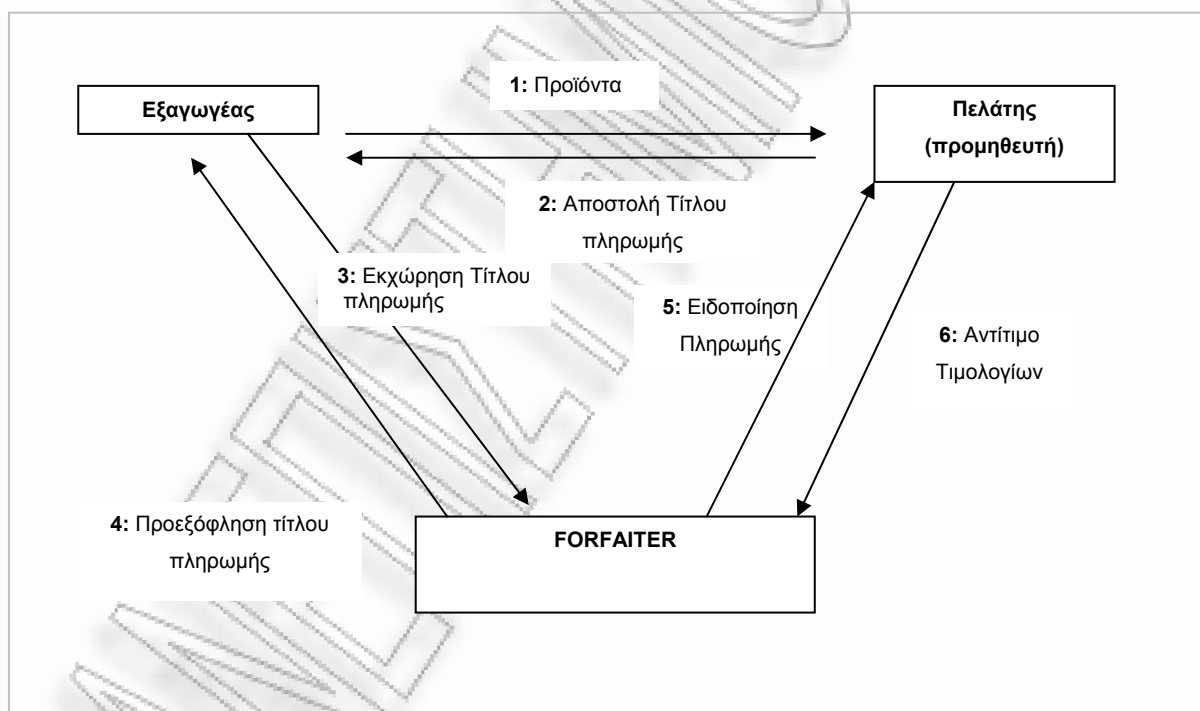 1: Προϊόντα
Εξαγωγέας
Πελάτης
(προμηθευτή)
2: Αποστολή Τίτλου
πληρωμής
3: Εκχώρηση Τίτλου
πληρωμής
5: Ειδοποίηση
Πληρωμής
6: Αντίτιμο
Τιμολογίων
4: Προεξόφληση τίτλου
πληρωμής
FORFAITER